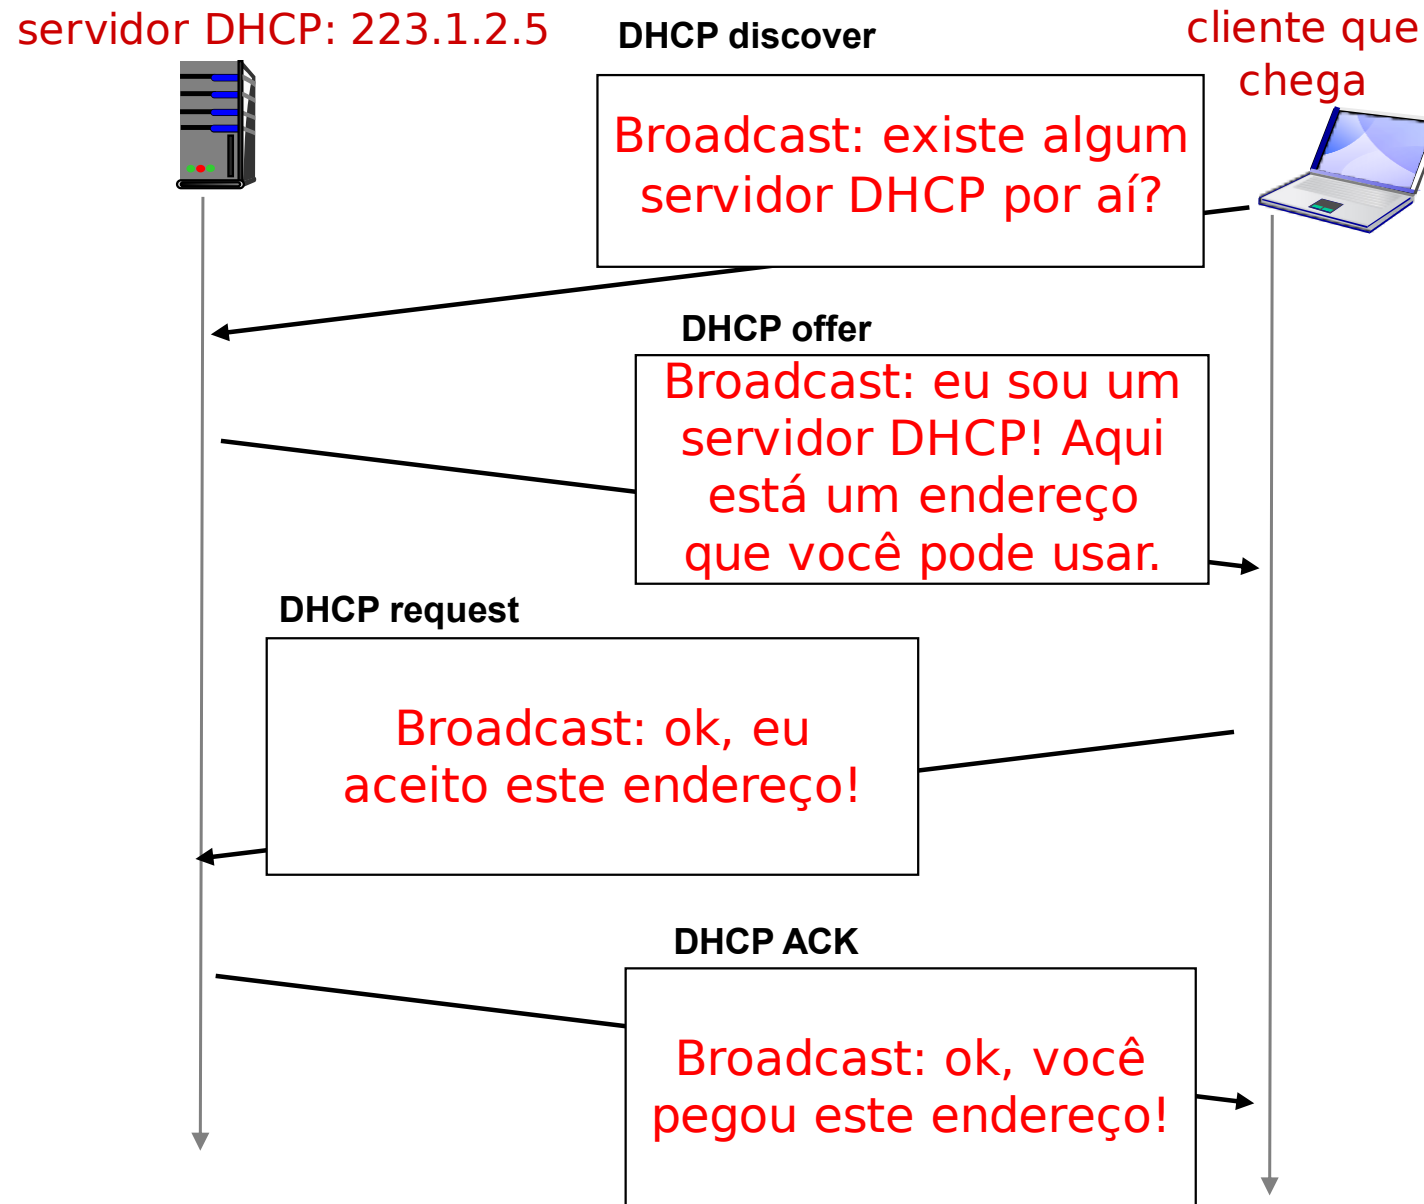 servidor DHCP: 223.1.2.5
DHCP discover
cliente que
chega
Broadcast: existe algum
servidor DHCP por aí?
DHCP offer
Broadcast: eu sou um
servidor DHCP! Aqui
está um endereço
que você pode usar.
DHCP request
Broadcast: ok, eu
aceito este endereço!
DHCP ACK
Broadcast: ok, você
pegou este endereço!